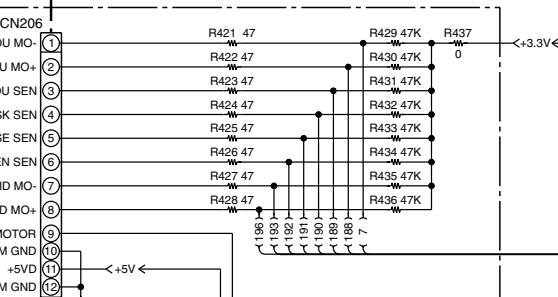 CN206
R421 47 R429 47K R437
DU MO- 1 0 +3.3V
R422 47 R430 47K
U MO+ 2
R423 47 R431 47K
DU SEN 3
R424 47 R432 47K
SK SEN 4
R425 47 R433 47K
SE SEN 5
R426 47 R434 47K
EN SEN 6
R427 47 R435 47K
ID MO- 7
R428 47 R436 47K
D MO+ 8
196 193 192 191 190 189 188 7
MOTOR 9
M GND 10
+5VD 11 +5V
M GND 12